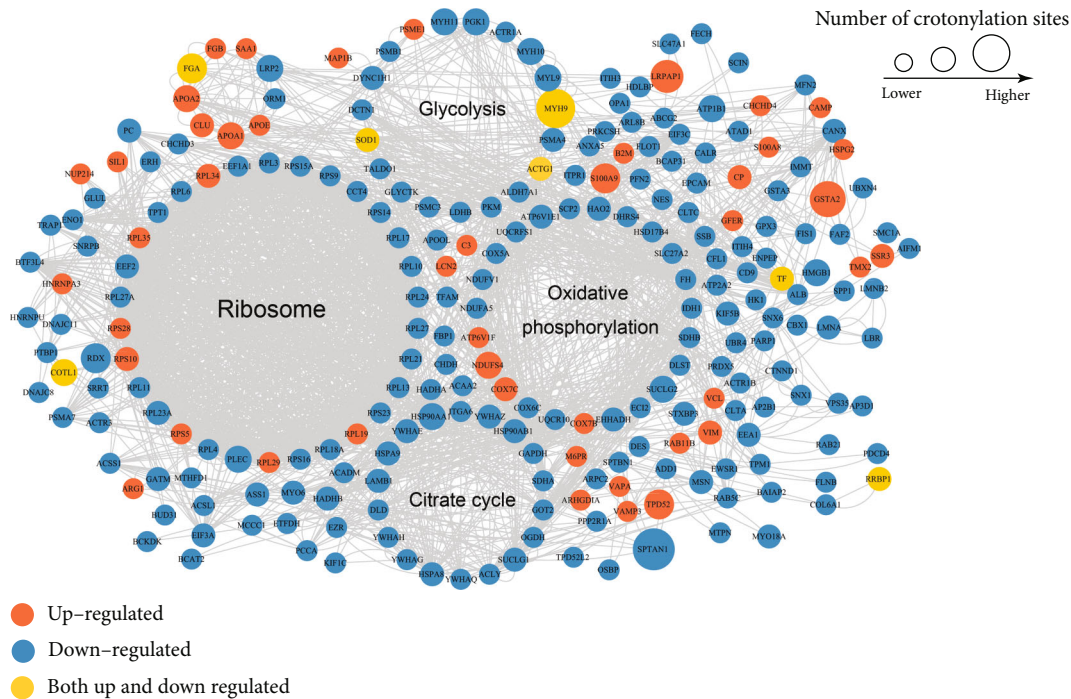 Number of crotonylation sites
Lower
Higher
FGB
SAA1
FGA
LRP2
APOA2
ORM1
CLU
APOA1
APOE
CHCHD3
PC
SIL1
ERH
NUP214
GLUL
RPL6
RPL34
EEF1A1
RPL3
RPS15A
RPS9
CCT4
RPS14
RPL17
RPL10
RPL24
RPL27
RPL21
RPL13
RPS23
RPL19
RPL18A
RPS16
RPL29
PLEC
RPL4
RPS5
RPL23A
RPL11
RPS10
RPS28
RPL27A
EEF2
RPL35
TPT1
Ribosome
TRAP1
ENO1
SNRPB
BTF3L4
HNRNPA3
HNRNPU
DNAJC11
PTBP1
COTL1
RDX
DNAJC8
SRRT
PSMA7
ACTR3
ACSS1
ARG1
GATM
MTHFD1
BUD31
ACSL1
ASS1
MYO6
HADHB
ACADM
EIF3A
MCCC1
ETFDH
EZR
BCKDK
BCAT2
PCCA
KIF1C
MAP1B
PSME1
MYH11
PGK1
ACTR1A
PSMB1
MYH10
DYNC1H1
MYL9
DCTN1
MYH9
SOD1
PSMA4
TALDO1
ACTG1
Glycolysis
GLYCTK
PSMC3
LDHB
PKM
ALDH7A1
APOOL
C3
LCN2
TFAM
FBP1
CHDH
HADHA
ACAA2
ITGA6
SLC47A1
FECH
SCIN
ITIH3
HDLBP
LRPAP1
OPA1
ARL8B
ABCG2
ATP1B1
CHCHD4
MFN2
CAMP
CANX
HSPG2
PRKCSH
EIF3C
ATAD1
ANXA5
B2M
FLOT1
S100A8
CALR
BCAP31
IMMT
ITPR1
S100A9
PFN2
EPCAM
CP
GSTA3
GSTA2
UBXN4
NES
CLTC
GFER
GPX3
FIS1
FAF2
SMC1A
AIFM1
SSR3
TMX2
SSB
ITIH4
ENPEP
CFL1
CD9
TF
HMGB1
ATP2A2
HK1
ALB
SPP1
LMNB2
KIF5B
SNX6
CBX1
LMNA
LBR
UBR4
PARP1
SCP2
HAO2
ATP6V1E1
DHRS4
UQCRFS1
HSD17B4
COX5A
SLC27A2
NDUFV1
FH
NDUFA5
IDH1
ATP6V1F
SDHB
NDUFS4
DLST
COX7C
SUCLG2
COX6C
ECI2
UQCR10
COX7B
EHHADH
Oxidative
phosphorylation
PRDX5
ACTR1B
CTNND1
VCL
SNX1
STXBP3
CLTA
AP2B1
VPS35
AP3D1
VIM
EEA1
RAB11B
DES
RAB21
PDCD4
SPTBN1
EWSR1
TPM1
ADD1
FLNB
RRBP1
MSN
RAB5C
BAIAP2
COL6A1
MTPN
MYO18A
M6PR
ARPC2
VAPA
ARHGDIA
TPD52
VAMP3
PPP2R1A
SPTAN1
TPD52L2
OSBP
HSP90AA1
YWHAE
YWHAZ
HSP90AB1
HSPA9
GAPDH
LAMB1
SDHA
DLD
GOT2
YWHAH
OGDH
YWHAG
SUCLG1
HSPA8
YWHAQ
ACLY
Citrate cycle
Up-regulated
Down-regulated
Both up and down regulated